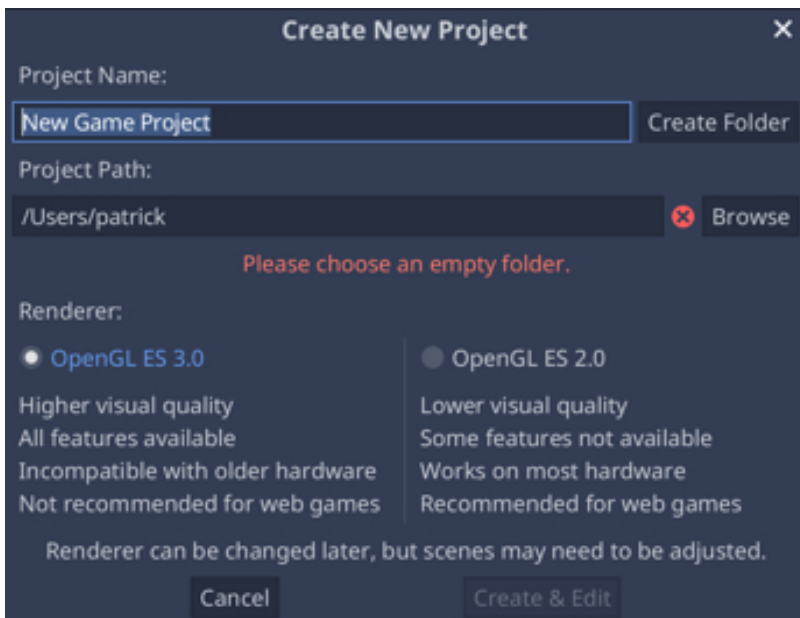 Create New Project
Project Name:
New Game Project Create Folder
Project Path:
/Users/patrick Browse
Please choose an empty folder.
Renderer:
OpenGL ES 3.0
Higher visual quality
All features available
Incompatible with older hardware
Not recommended for web games
OpenGL ES 2.0
Lower visual quality
Some features not available
Works on most hardware
Recommended for web games
Renderer can be changed later, but scenes may need to be adjusted.
Cancel Create & Edit